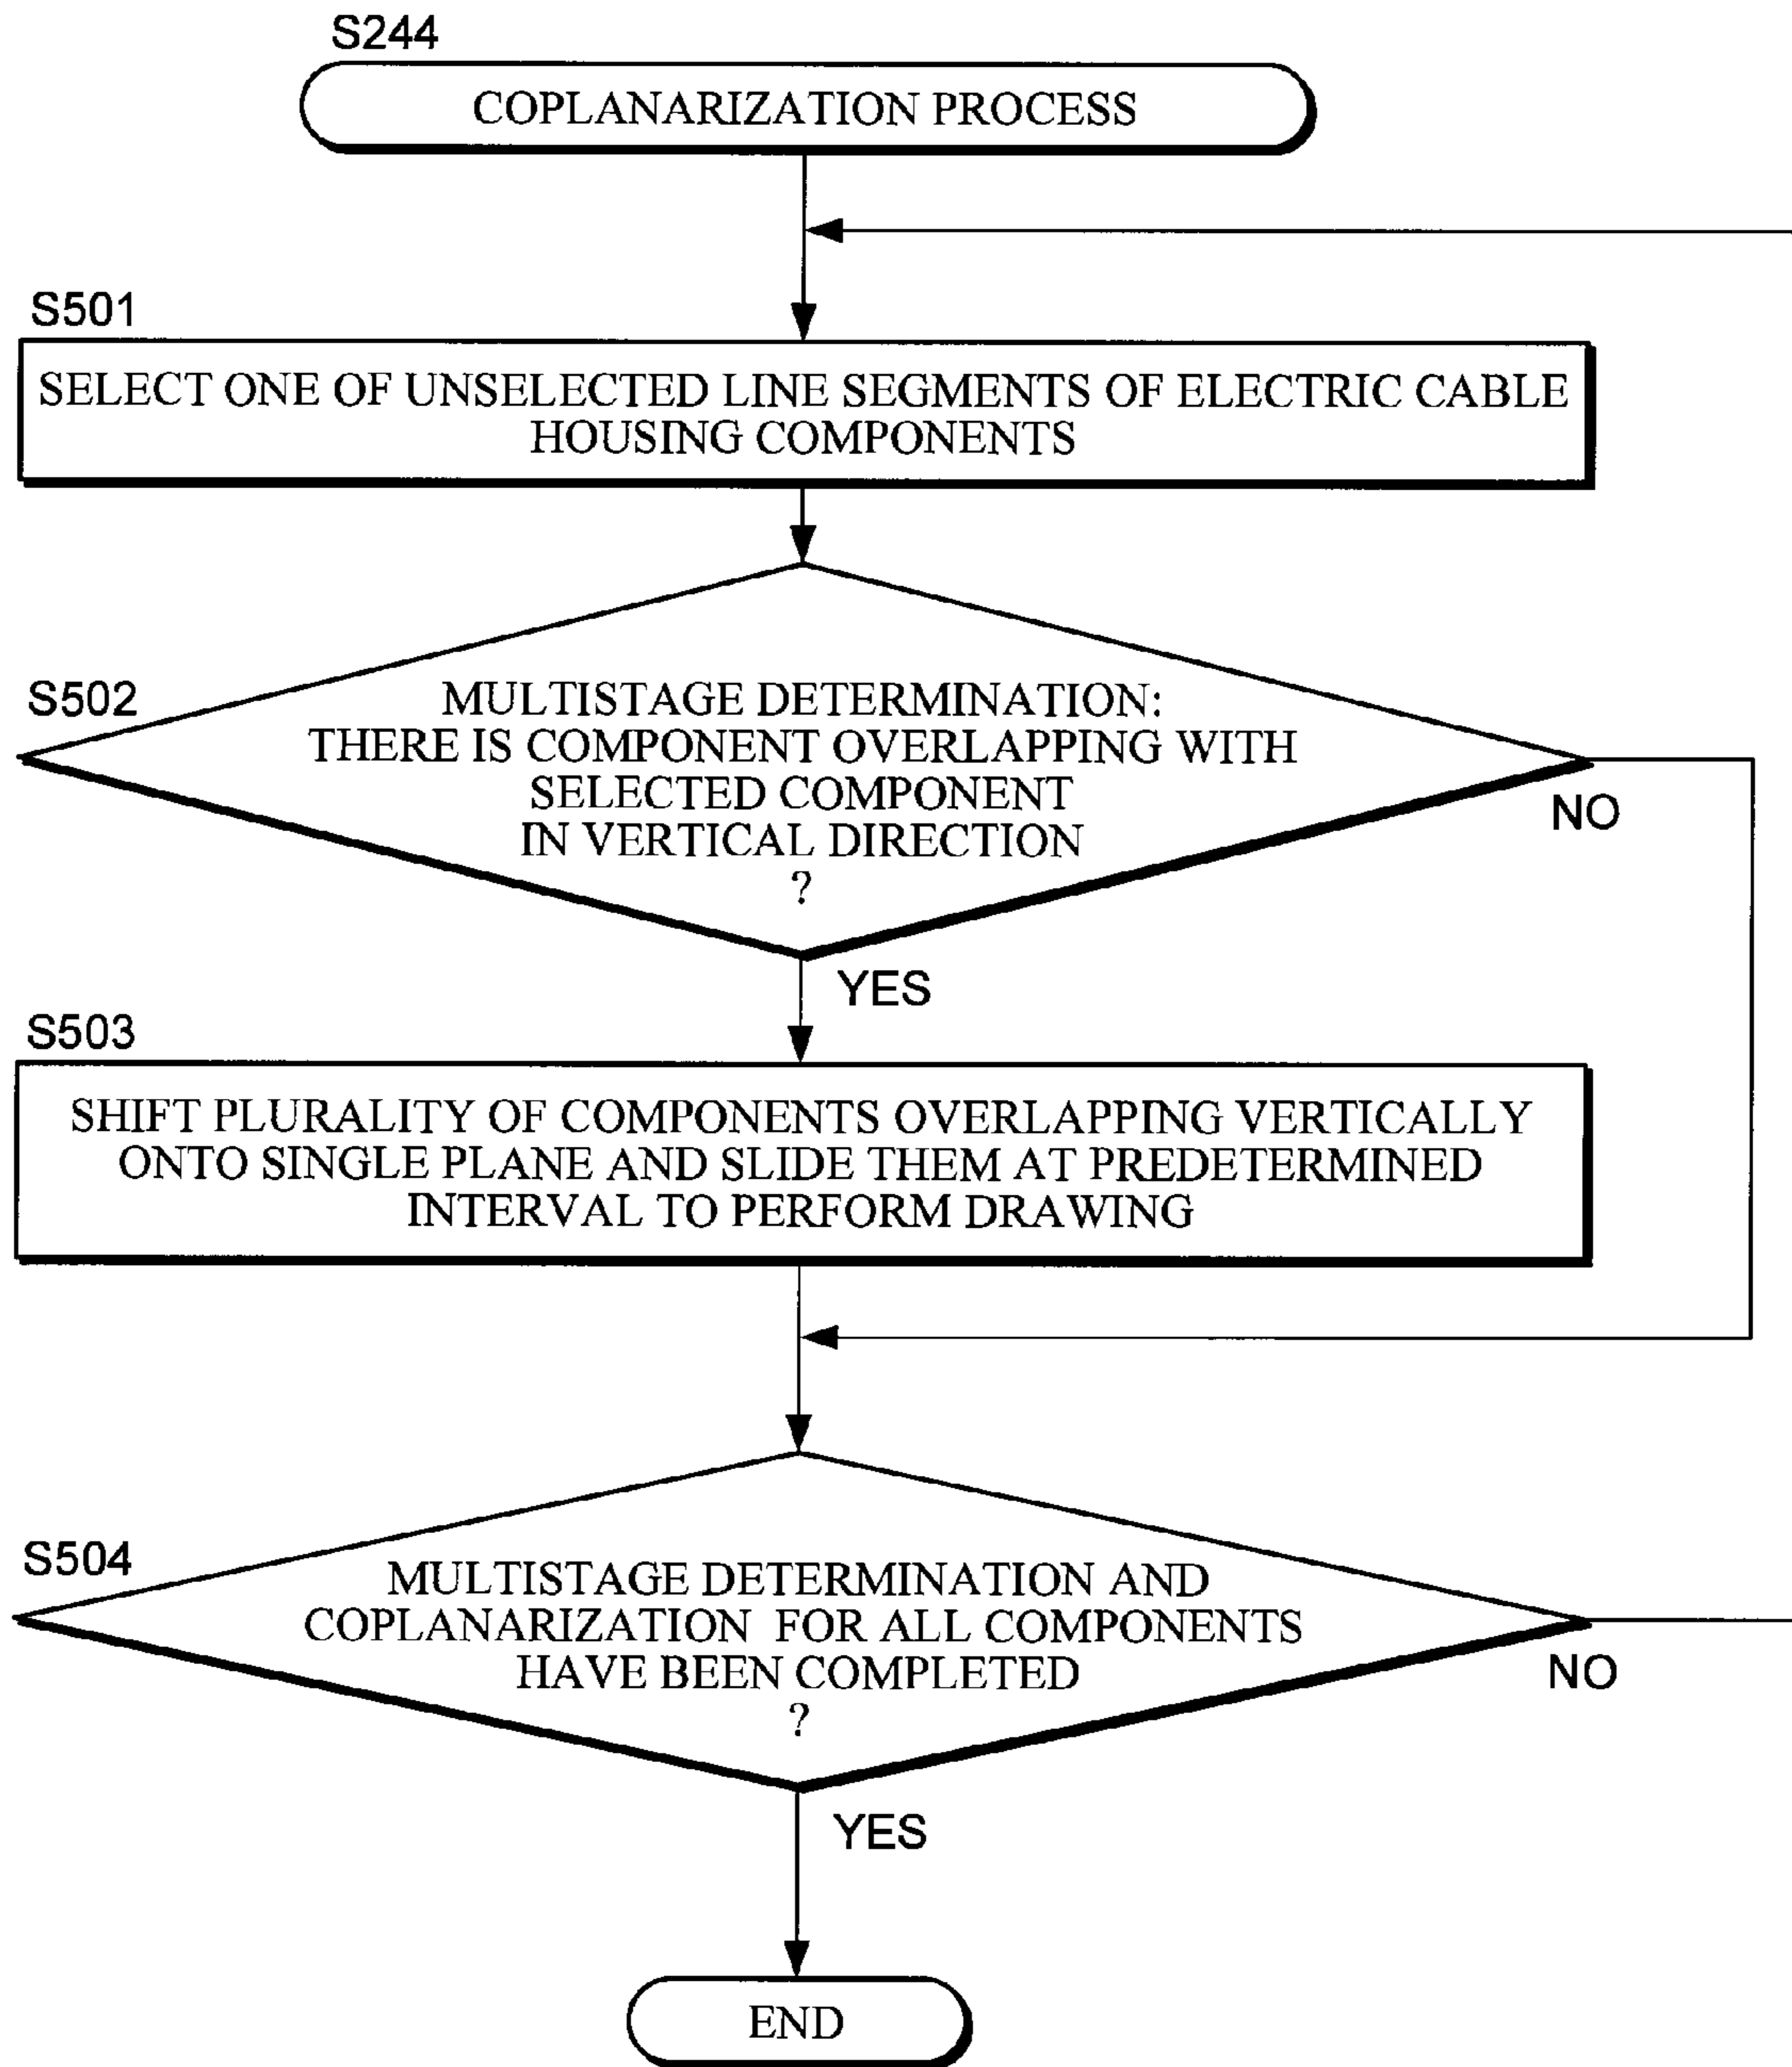 S244
COPLANARIZATION PROCESS
S501
SELECT ONE OF UNSELECTED LINE SEGMENTS OF ELECTRIC CABLE
HOUSING COMPONENTS
S502
MULTISTAGE DETERMINATION:
THERE IS COMPONENT OVERLAPPING WITH
SELECTED COMPONENT
IN VERTICAL DIRECTION
?
NO
YES
S503
SHIFT PLURALITY OF COMPONENTS OVERLAPPING VERTICALLY
ONTO SINGLE PLANE AND SLIDE THEM AT PREDETERMINED
INTERVAL TO PERFORM DRAWING
S504
MULTISTAGE DETERMINATION AND
COPLANARIZATION FOR ALL COMPONENTS
HAVE BEEN COMPLETED
?
NO
YES
END